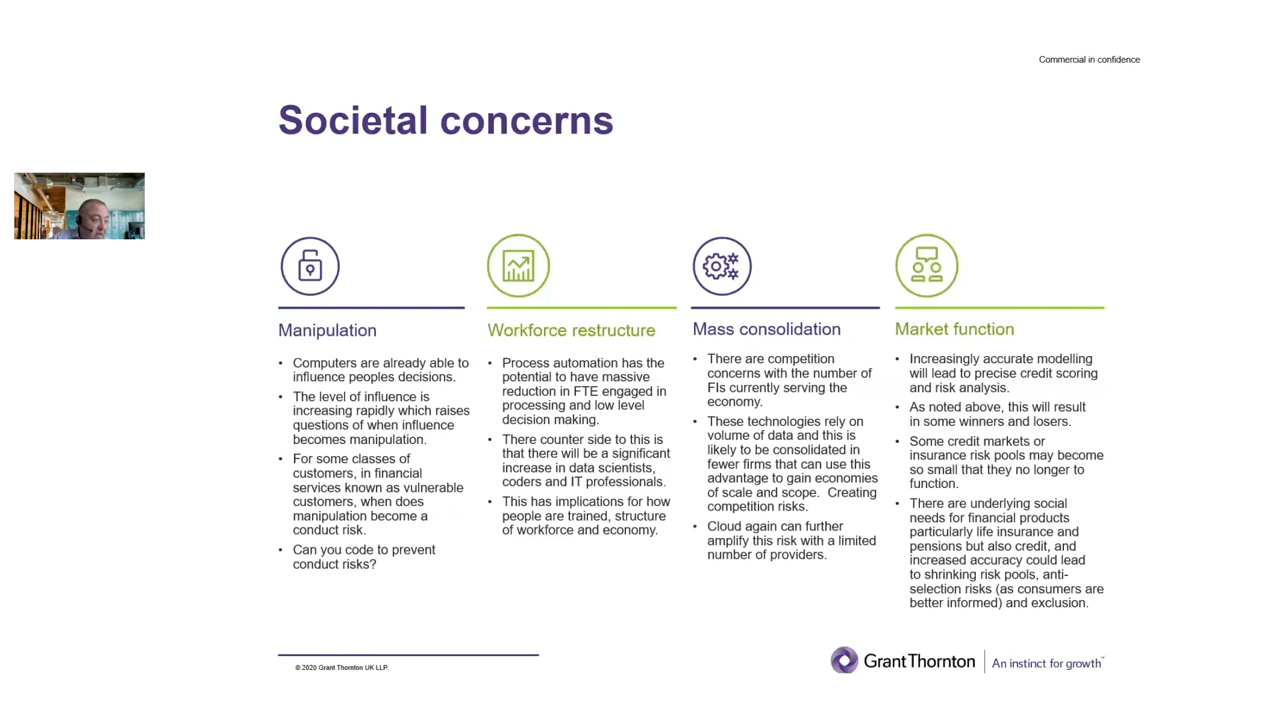 Commercial in confidence
Societal concerns
Manipulation
• Computers are already able to
influence peoples decisions.
• The level of influence is
increasing rapidly which raises
questions of when influence
becomes manipulation.
• For some classes of
customers, in financial
services known as vulnerable
customers, when does
manipulation become a
conduct risk.
• Can you code to prevent
conduct risks?
Workforce restructure
• Process automation has the
potential to have massive
reduction in FTE engaged in
processing and low level
decision making.
• There counter side to this is
that there will be a significant
increase in data scientists,
coders and IT professionals.
• This has implications for how
people are trained, structure
of workforce and economy.
Mass consolidation
• There are competition
concerns with the number of
FIs currently serving the
economy.
• These technologies rely on
volume of data and this is
likely to be consolidated in
fewer firms that can use this
advantage to gain economies
of scale and scope. Creating
competition risks.
• Cloud again can further
amplify this risk with a limited
number of providers.
Market function
• Increasingly accurate modelling
will lead to precise credit scoring
and risk analysis.
• As noted above, this will result
in some winners and losers.
• Some credit markets or
insurance risk pools may become
so small that they no longer to
function.
• There are underlying social
needs for financial products
particularly life insurance and
pensions but also credit, and
increased accuracy could lead
to shrinking risk pools, anti-
selection risks (as consumers are
better informed) and exclusion.
© 2020 Grant Thornton UK LLP.
Grant Thornton
An instinct for growth™